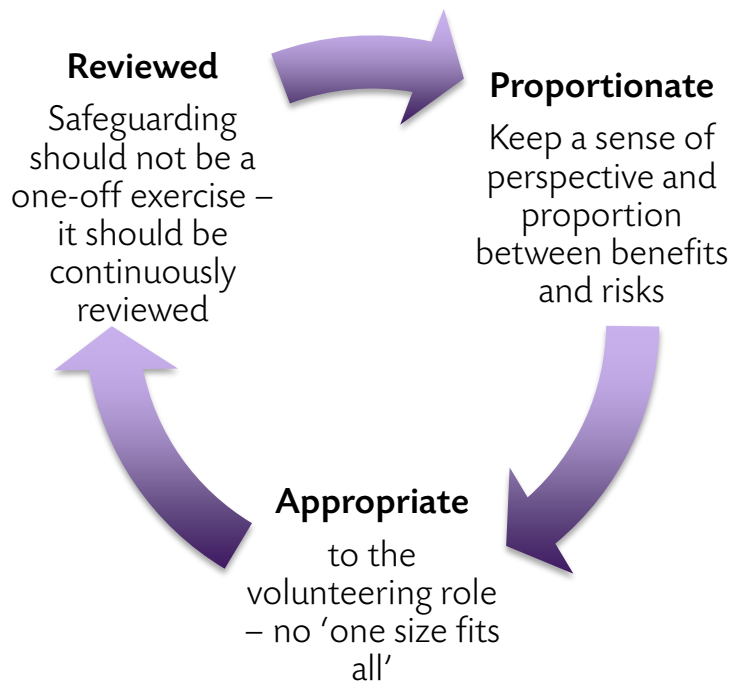 Reviewed
Safeguarding
should not be a
one-off exercise –
it should be
continuously
reviewed
Proportionate
Keep a sense of
perspective and
proportion
between benefits
and risks
Appropriate
to the
volunteering role
– no ‘one size fits
all’